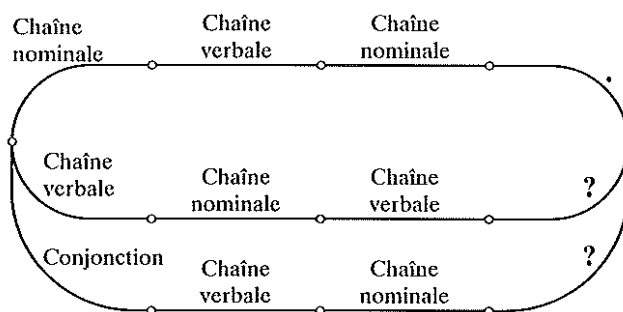 Chaîne
nominale
Chaîne
verbale
Chaîne
nominale
.
Chaîne
verbale
Chaîne
nominale
Chaîne
verbale
?
Conjonction
Chaîne
verbale
Chaîne
nominale
?